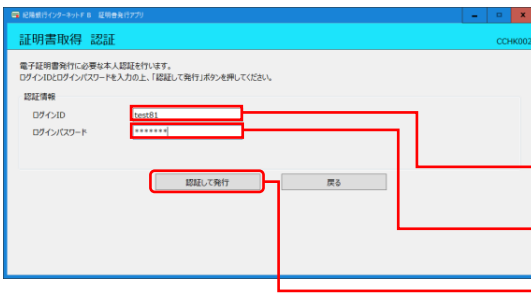 紀陽銀行インターネットFB 証明書発行アプリ
証明書取得 認証
CCHK002
電子証明書発行に必要な本人認証を行います。
ログインIDとログインパスワードを入力の上、「認証して発行」ボタンを押してください。
認証情報
ログインID
test81
ログインパスワード
*******
認証して発行
戻る